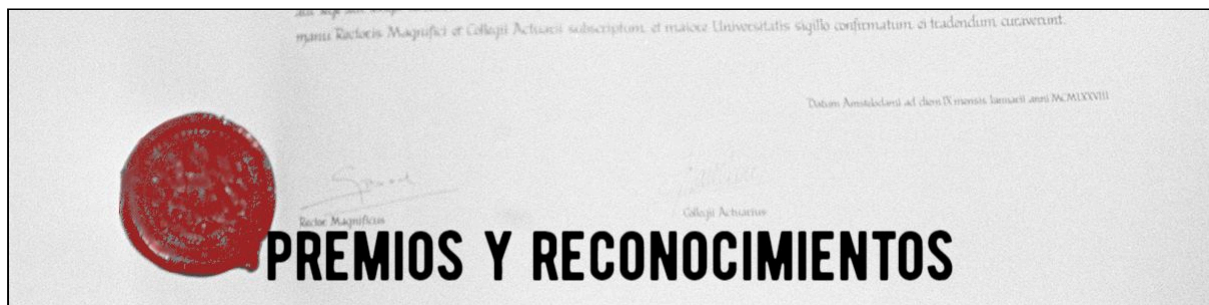 manu Rectoris Magnifici et Collegii Actuarii subscriptum, et maiore Universitatis sigillo confirmatum ei tradendum curaverunt.
Datum Amstelodami ad diem IX mensis Ianuarii anni MCMLXXVIII
Rector Magnificus
Collegii Actuarius
PREMIOS Y RECONOCIMIENTOS